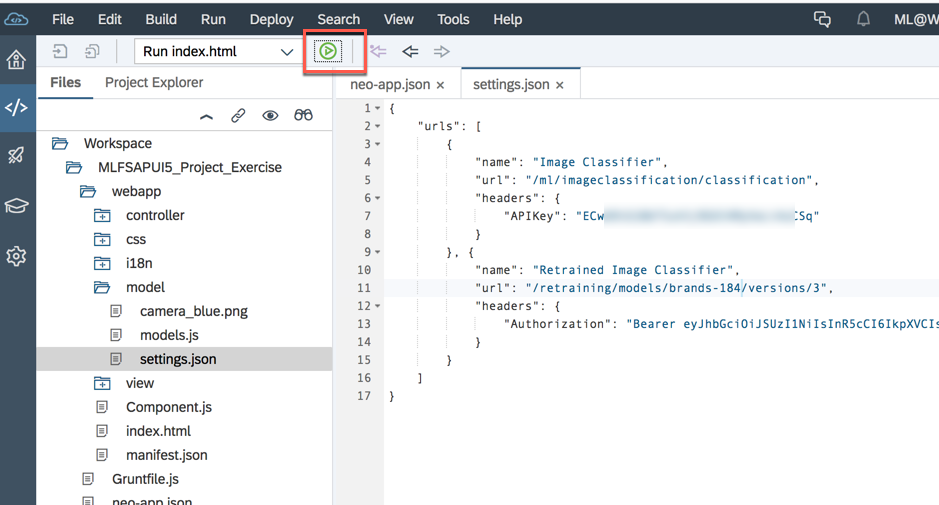 File Edit Build Run Deploy Search View Tools Help ML@W
Run index.html
Files Project Explorer
neo-app.json × settings.json ×
Workspace
MLFSAPUI5_Project_Exercise
webapp
controller
css
i18n
model
camera_blue.png
models.js
settings.json
view
Component.js
index.html
manifest.json
Gruntfile.js
neo-app.json
1 {
2 "urls": [
3 {
4 "name": "Image Classifier",
5 "url": "/ml/imageclassification/classification",
6 "headers": {
7 "APIKey": "ECw CSq"
8 }
9 }, {
10 "name": "Retrained Image Classifier",
11 "url": "/retraining/models/brands-184/versions/3",
12 "headers": {
13 "Authorization": "Bearer eyJhbGciOiJSUzI1NiIsInR5cCI6IkpXVCIs
14 }
15 }
16 ]
17 }